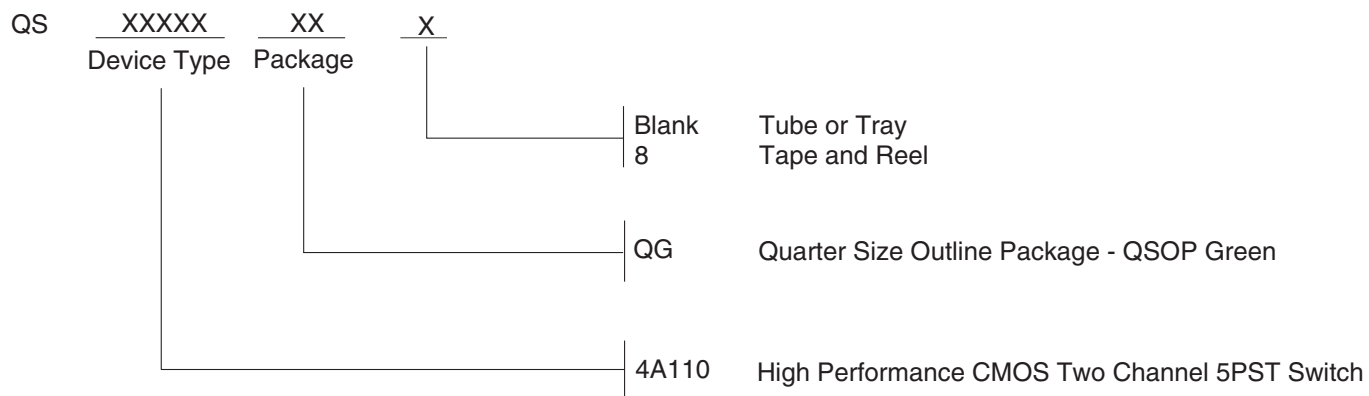 QS XXXXX XX X
Device Type Package
Blank Tube or Tray
8 Tape and Reel
QG Quarter Size Outline Package - QSOP Green
4A110 High Performance CMOS Two Channel 5PST Switch